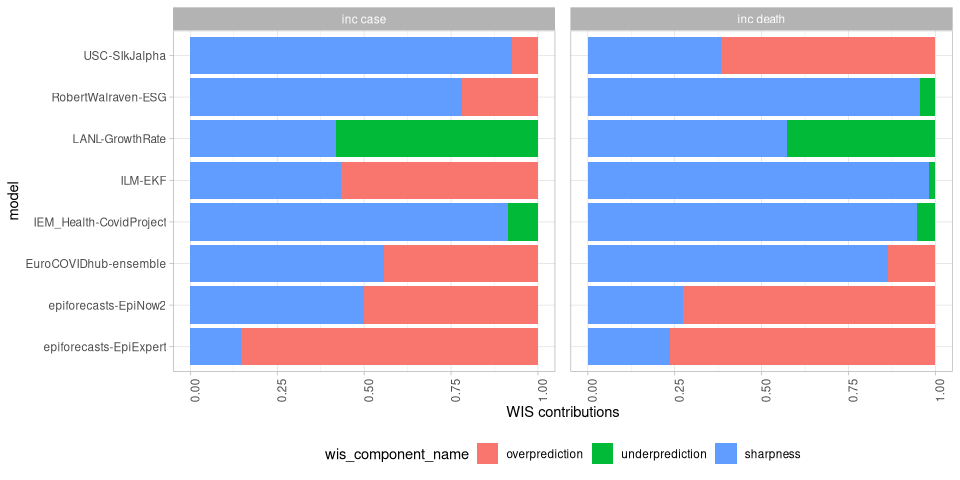 inc case
inc death
model
USC-SIkJalpha
RobertWalraven-ESG
LANL-GrowthRate
ILM-EKF
IEM_Health-CovidProject
EuroCOVIDhub-ensemble
epiforecasts-EpiNow2
epiforecasts-EpiExpert
0.00 0.25 0.50 0.75 1.00
0.00 0.25 0.50 0.75 1.00
WIS contributions
wis_component_name overprediction underprediction sharpness